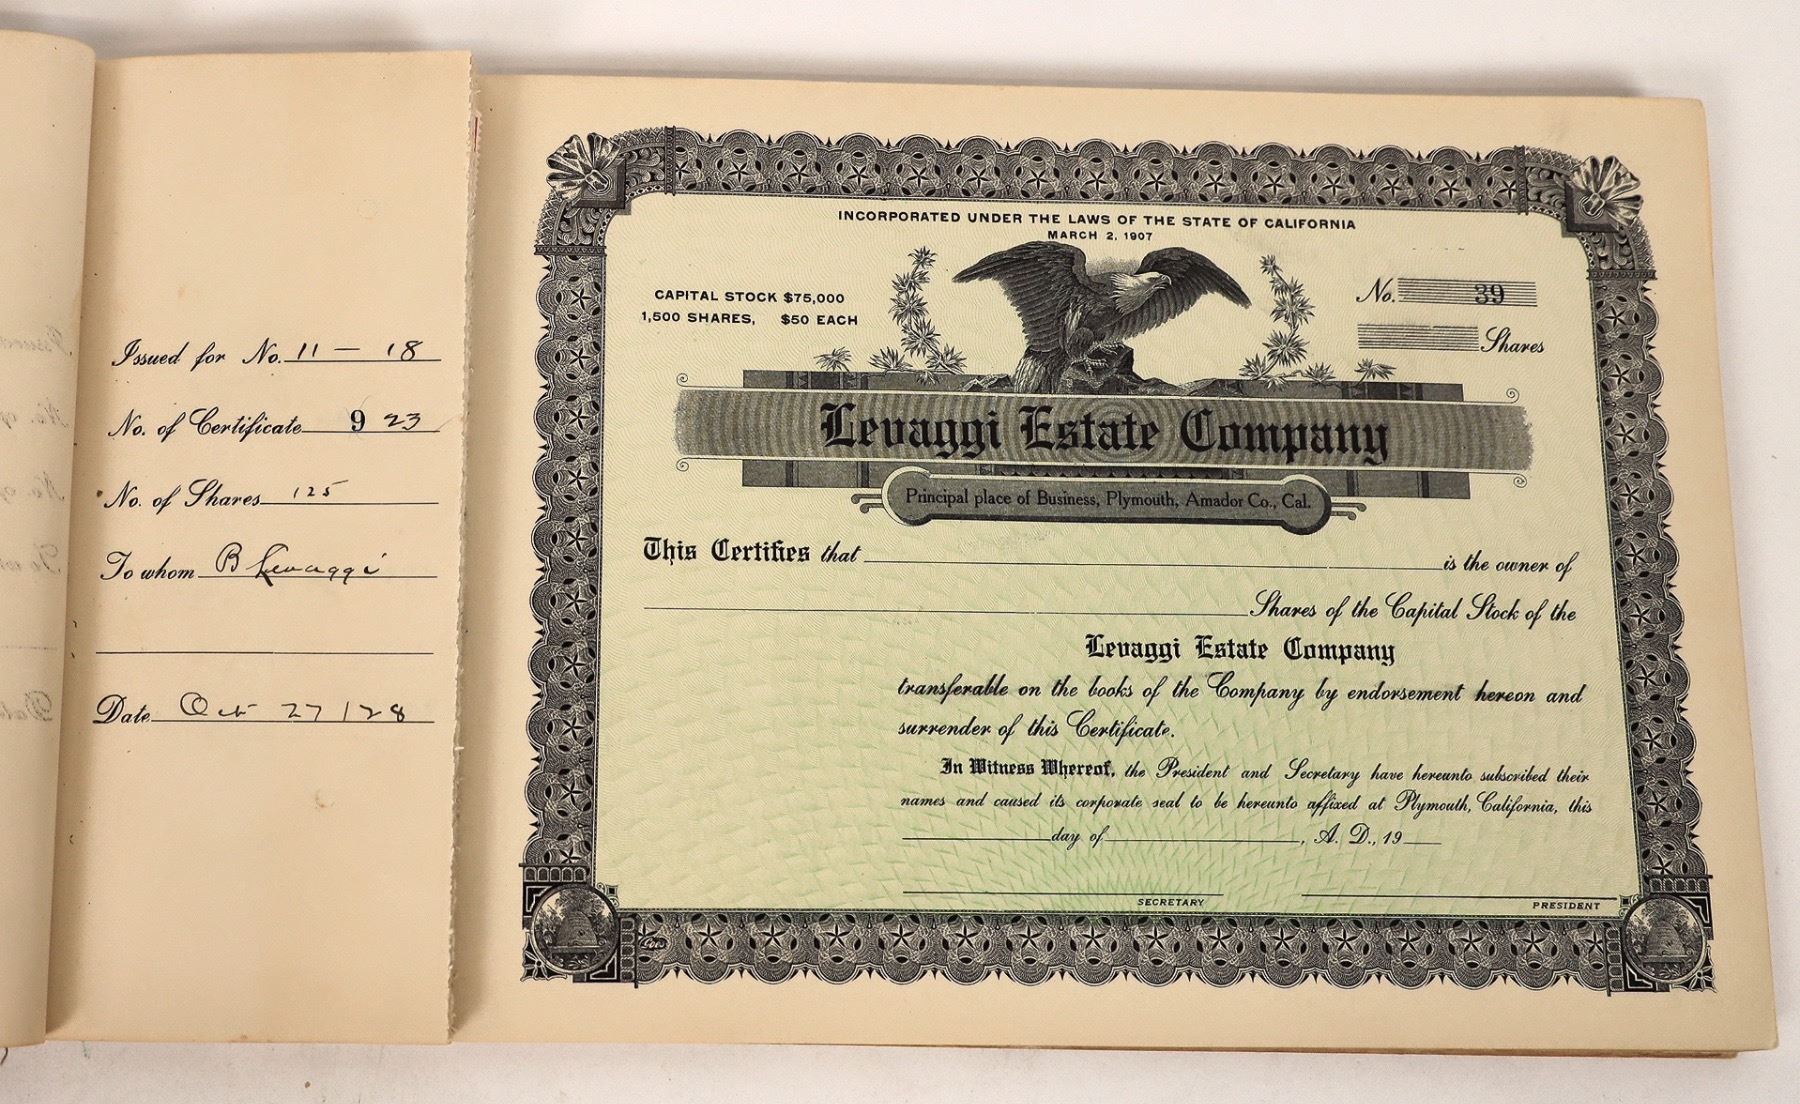 Issued for No. 11 — 18
No. of Certificate 9 23
No. of Shares 125
To whom B Levaggi
Date Oct 27 / 28
INCORPORATED UNDER THE LAWS OF THE STATE OF CALIFORNIA
MARCH 2, 1907
CAPITAL STOCK $75,000
1,500 SHARES, $50 EACH
No. 39
Shares
Levaggi Estate Company
Principal place of Business, Plymouth, Amador Co., Cal.
This Certifies that is the owner of
Shares of the Capital Stock of the
Levaggi Estate Company
transferable on the books of the Company by endorsement hereon and
surrender of this Certificate.
In Witness Whereof, the President and Secretary have hereunto subscribed their
names and caused its corporate seal to be hereunto affixed at Plymouth, California, this
day of , A. D., 19
SECRETARY
PRESIDENT